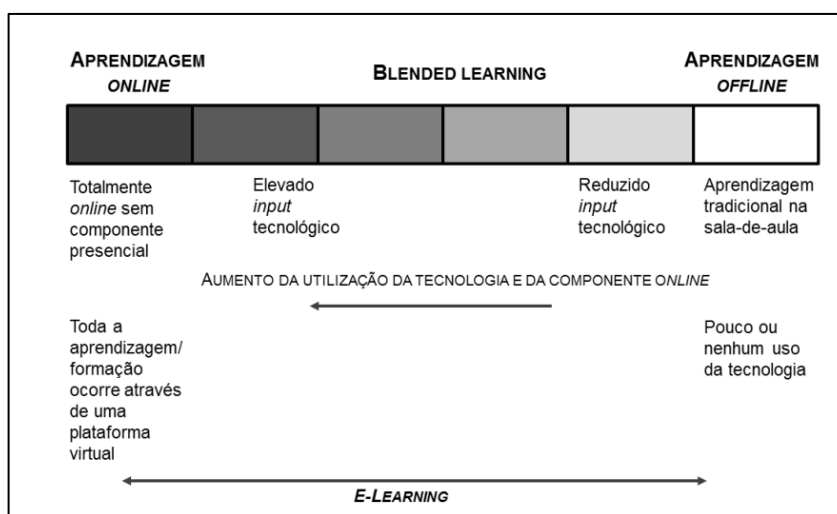 APRENDIZAGEM
ONLINE
BLENDED LEARNING
APRENDIZAGEM
OFFLINE
Totalmente
online sem
componente
presencial
Elevado
input
tecnológico
Reduzido
input
tecnológico
Aprendizagem
tradicional na
sala-de-aula
AUMENTO DA UTILIZAÇÃO DA TECNOLOGIA E DA COMPONENTE ONLINE
Toda a
aprendizagem/
formação
ocorre através
de uma
plataforma
virtual
Pouco ou
nenhum uso
da tecnologia
E-LEARNING